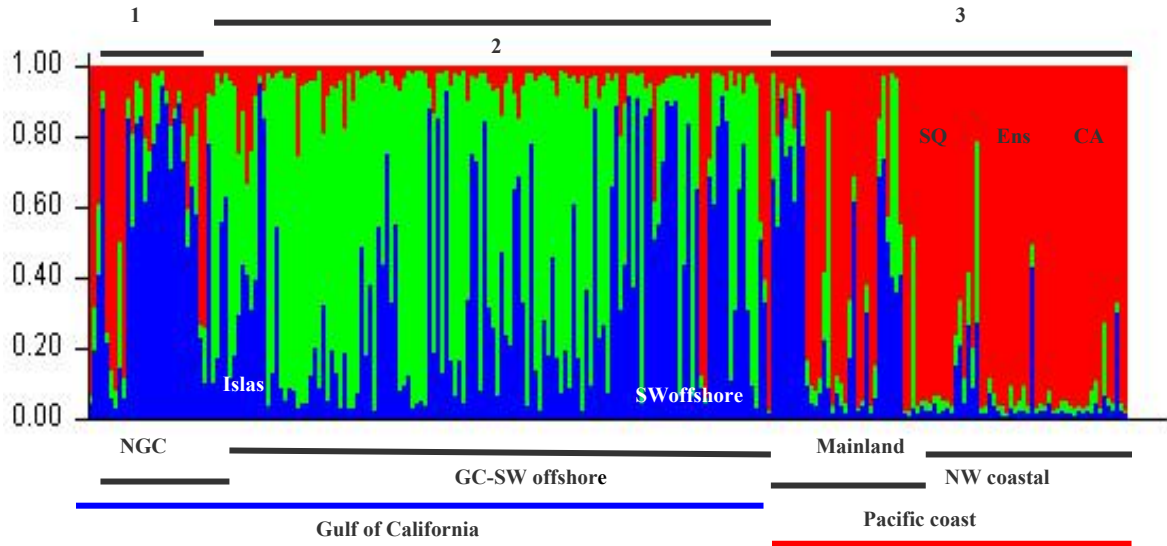 1
3
2
1.00
0.80
SQ
Ens
CA
0.60
0.40
0.20
Islas
SWoffshore
0.00
NGC
Mainland
GC-SW offshore
NW coastal
Gulf of California
Pacific coast